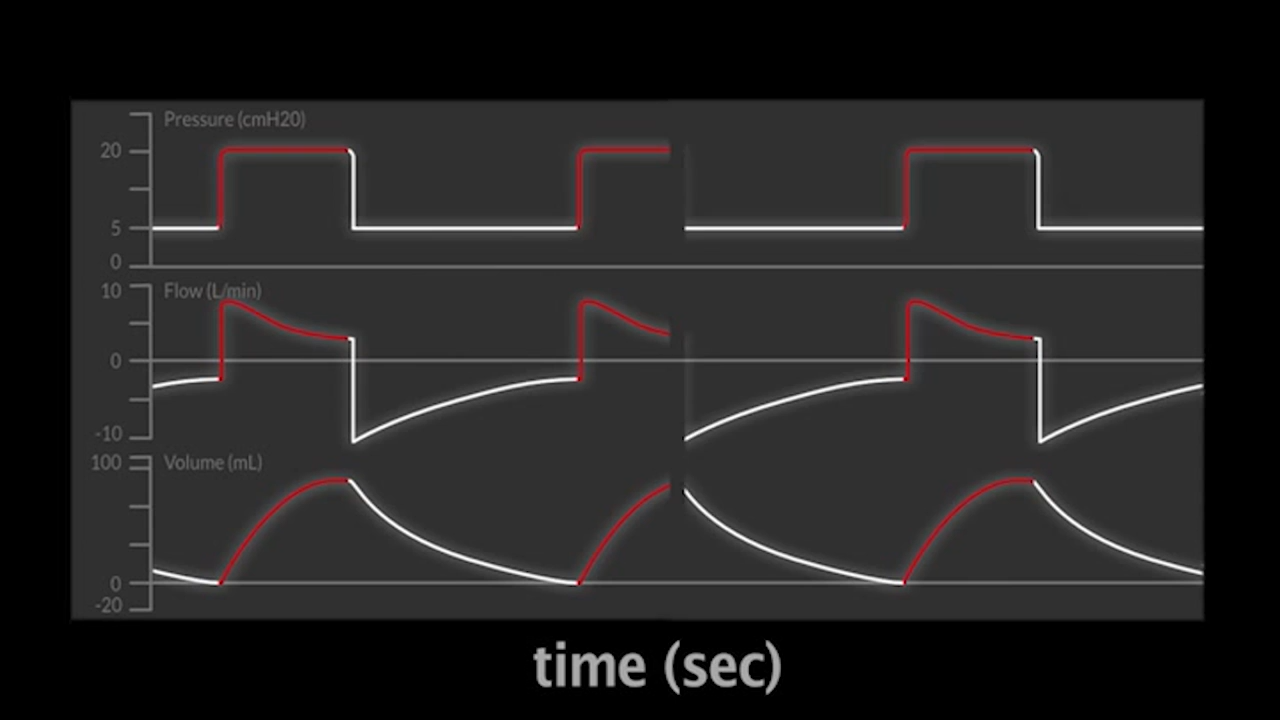 Pressure (cmH20)
20
5
0
10
Flow (L/min)
0
-10
100
Volume (mL)
0
-20
time (sec)